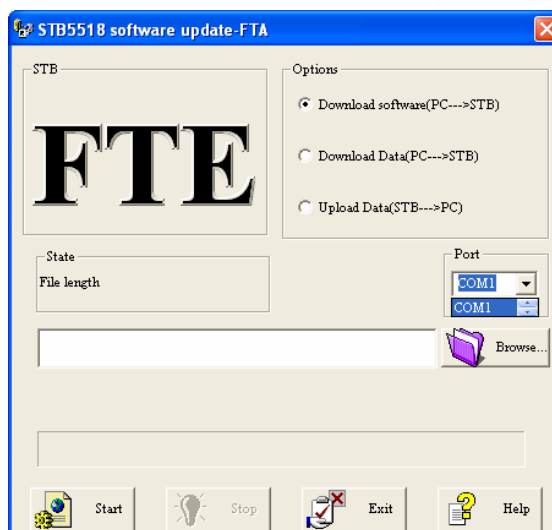 STB5518 software update-FTA
STB
FTE
Options
Download software(PC--->STB)
Download Data(PC--->STB)
Upload Data(STB--->PC)
State
File length
Port
COM1
COM1
Browse...
Start
Stop
Exit
Help